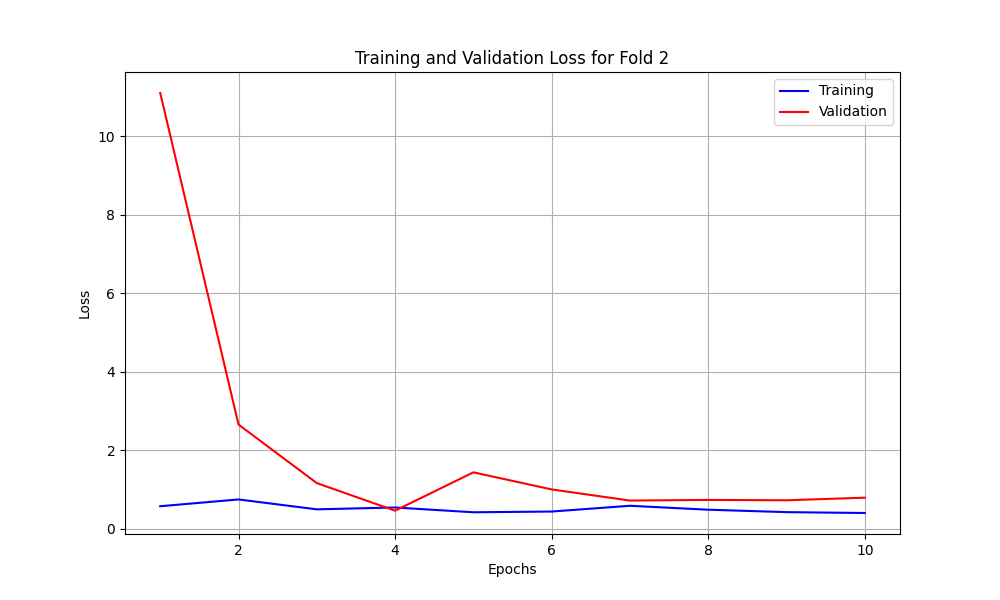 Training and Validation Loss for Fold 2
Training
Validation
10
8
6
4
2
0
Loss
2
4
6
8
10
Epochs